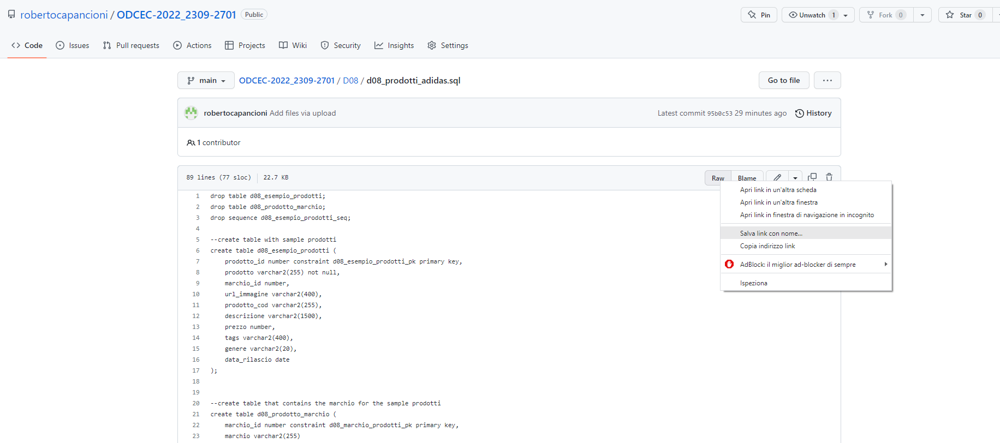 robertocapancioni / ODCEC-2022_2309-2701 Public
Pin
Unwatch 1
Fork 0
Star 0
Code Issues Pull requests Actions Projects Wiki Security Insights Settings
main ODCEC-2022_2309-2701 / D08 / d08_prodotti_adidas.sql Go to file ...
robertocapancioni Add files via upload Latest commit 95b0c53 29 minutes ago History
1 contributor
89 lines (77 sloc) 22.7 KB Raw Blame
1 drop table d08_esempio_prodotti;
2 drop table d08_prodotto_marchio;
3 drop sequence d08_esempio_prodotti_seq;
4
5 --create table with sample prodotti
6 create table d08_esempio_prodotti (
7 prodotto_id number constraint d08_esempio_prodotti_pk primary key,
8 prodotto varchar2(255) not null,
9 marchio_id number,
10 url_immagine varchar2(400),
11 prodotto_cod varchar2(255),
12 descrizione varchar2(1500),
13 prezzo number,
14 tags varchar2(400),
15 genere varchar2(20),
16 data_rilascio date
17 );
18
19
20 --create table that contains the marchio for the sample prodotti
21 create table d08_prodotto_marchio (
22 marchio_id number constraint d08_marchio_prodotti_pk primary key,
23 marchio varchar2(255)
Apri link in un'altra scheda
Apri link in un'altra finestra
Apri link in finestra di navigazione in incognito
Salva link con nome...
Copia indirizzo link
AdBlock: il miglior ad-blocker di sempre
Ispeziona